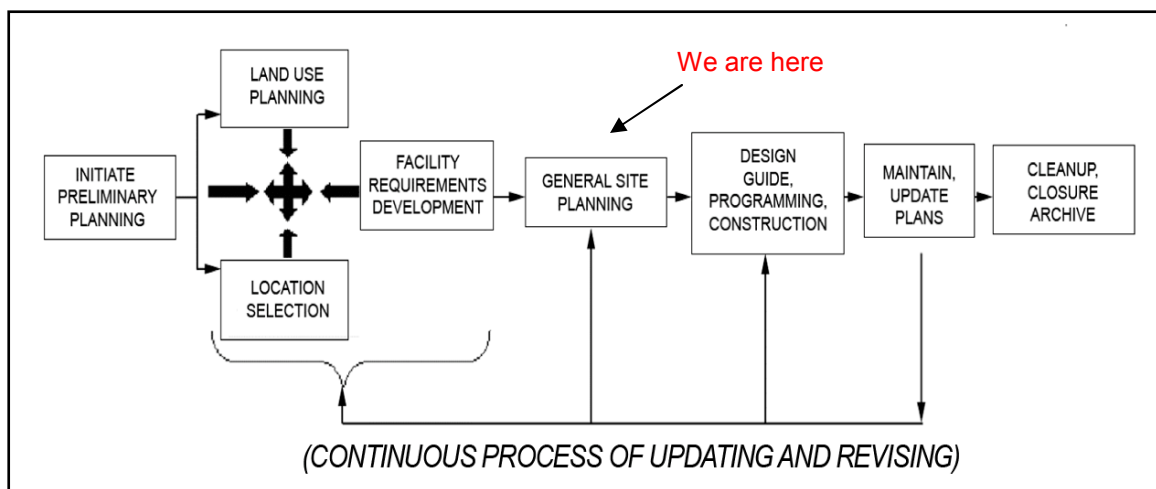 We are here
LAND USE
PLANNING
INITIATE
PRELIMINARY
PLANNING
FACILITY
REQUIREMENTS
DEVELOPMENT
LOCATION
SELECTION
GENERAL SITE
PLANNING
DESIGN
GUIDE,
PROGRAMMING,
CONSTRUCTION
MAINTAIN,
UPDATE
PLANS
CLEANUP,
CLOSURE
ARCHIVE
(CONTINUOUS PROCESS OF UPDATING AND REVISING)